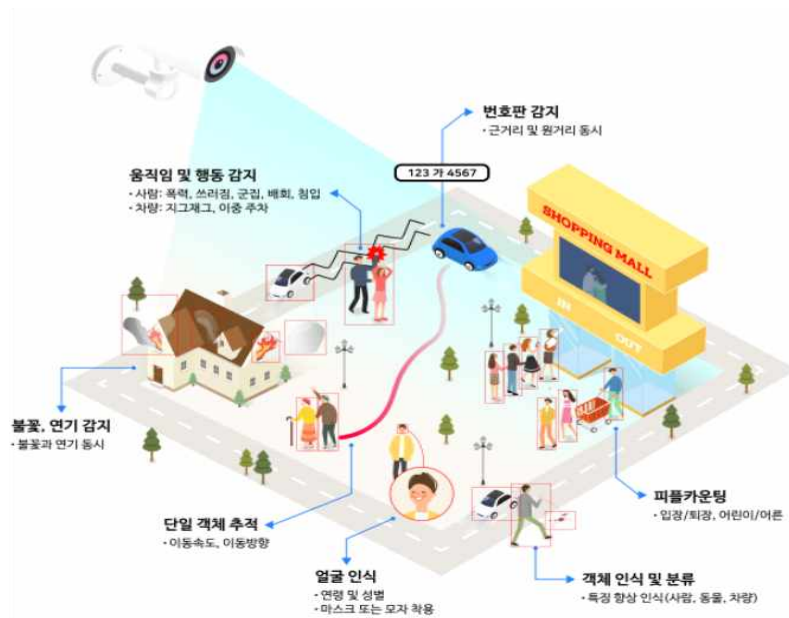 번호판 감지
• 근거리 및 원거리 동시
123 가 4567
움직임 및 행동 감지
• 사람: 폭력, 쓰러짐, 군집, 배회, 침입
• 차량: 지그재그, 이중 주차
SHOPPING MALL
IN
OUT
불꽃, 연기 감지
• 불꽃과 연기 동시
피플카운팅
• 입장/퇴장, 어린이/어른
단일 객체 추적
• 이동속도, 이동방향
얼굴 인식
• 연령 및 성별
• 마스크 또는 모자 착용
객체 인식 및 분류
• 특징 향상 인식(사람, 동물, 차량)